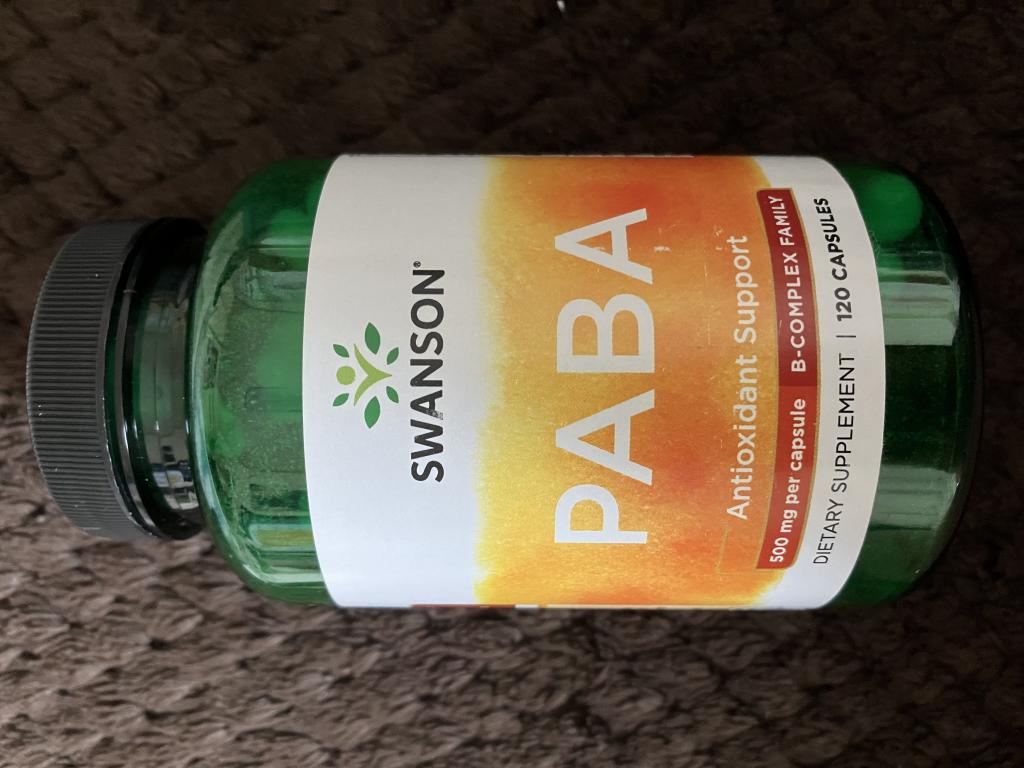 SWANSON®
PABA
Antioxidant Support
500 mg per capsule B-COMPLEX FAMILY
DIETARY SUPPLEMENT | 120 CAPSULES